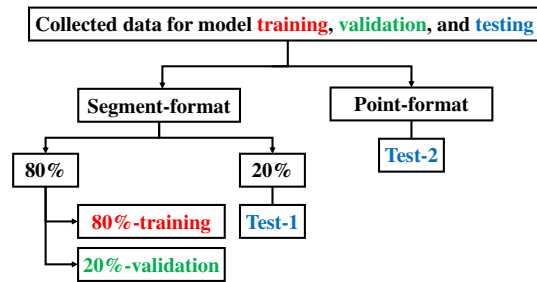 Collected data for model training, validation, and testing
Segment-format
Point-format
80%
20%
Test-2
80%-training
Test-1
20%-validation